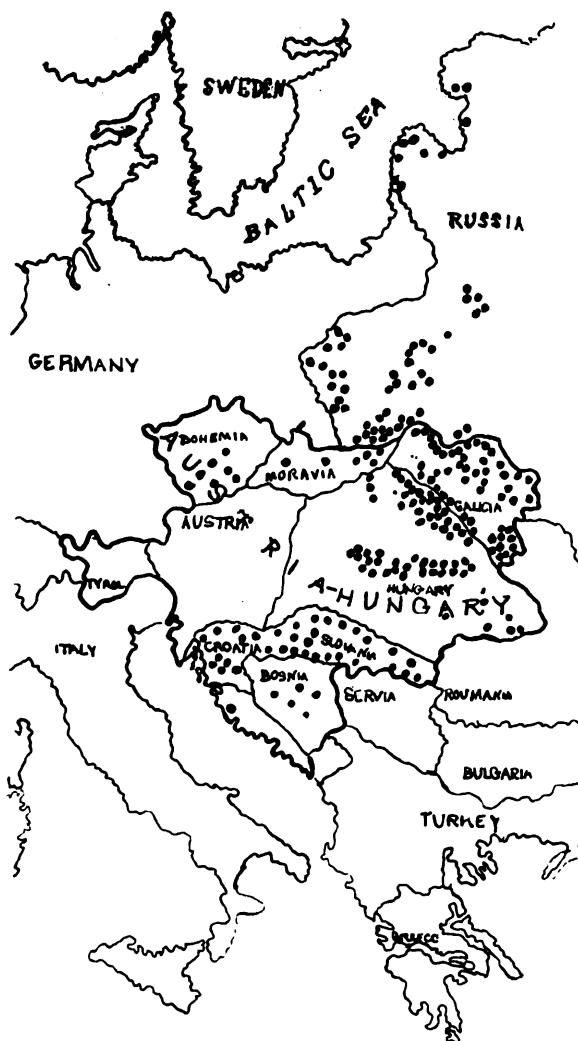 SWEDEN
BALTIC SEA
RUSSIA
GERMANY
BOHEMIA
MORAVIA
AUSTRIA-HUNGARY
AUSTRIA
GALICIA
TYROL
HUNGARY
ITALY
CROATIA
SLOVANIA
BOSNIA
SERVIA
ROUMANIA
BULGARIA
TURKEY
GREECE